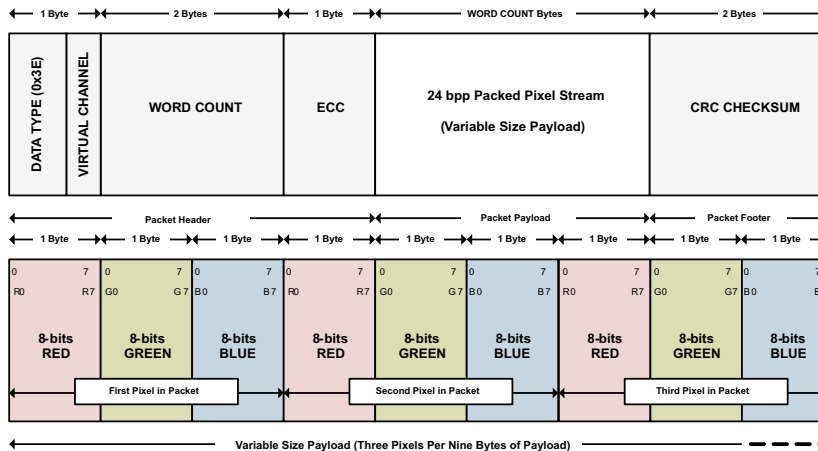 1 Byte 2 Bytes 1 Byte WORD COUNT Bytes 2 Bytes
DATA TYPE (0x3E)
VIRTUAL CHANNEL
WORD COUNT
ECC
24 bpp Packed Pixel Stream
(Variable Size Payload)
CRC CHECKSUM
Packet Header Packet Payload Packet Footer
1 Byte 1 Byte 1 Byte 1 Byte 1 Byte 1 Byte 1 Byte 1 Byte 1 Byte
0 7 0 7 0 7 0 7 0 7 0 7 0 7 0 7 0
R0 R7 G0 G7 B0 B7 R0 R7 G0 G7 B0 B7 R0 R7 G0 G7 B0
8-bits 8-bits 8-bits 8-bits 8-bits 8-bits 8-bits 8-bits 8-bits
RED GREEN BLUE RED GREEN BLUE RED GREEN BLUE
First Pixel in Packet Second Pixel in Packet Third Pixel in Packet
Variable Size Payload (Three Pixels Per Nine Bytes of Payload)